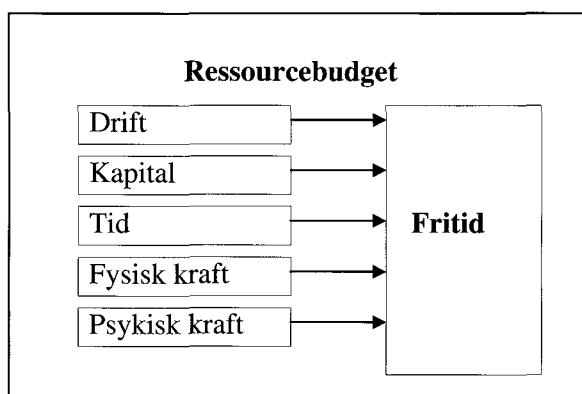 Ressourcebudget
Drift
Kapital
Tid
Fysisk kraft
Psykisk kraft
Fritid